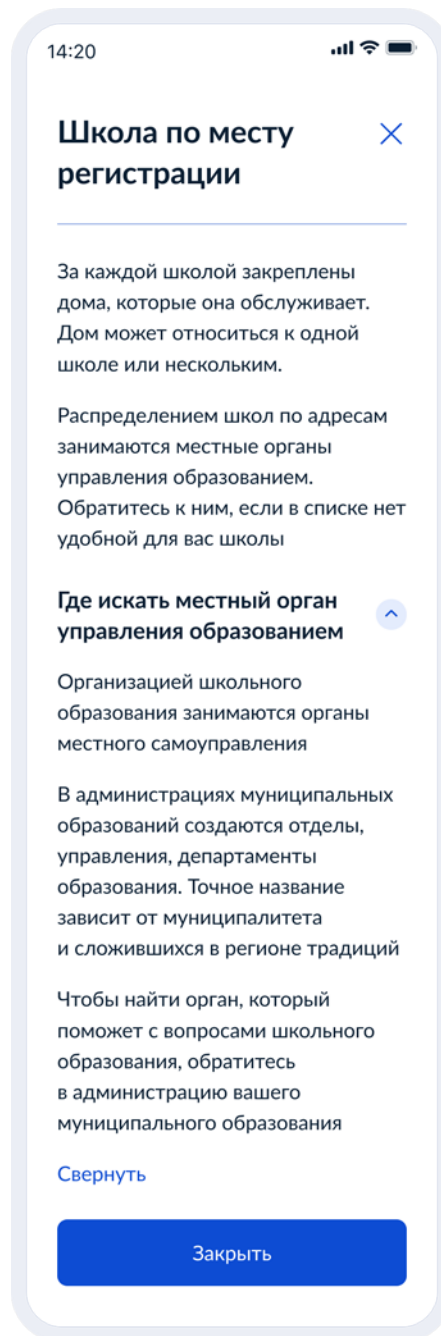 14:20
Школа по месту
регистрации
За каждой школой закреплены
дома, которые она обслуживает.
Дом может относиться к одной
школе или нескольким.
Распределением школ по адресам
занимаются местные органы
управления образованием.
Обратитесь к ним, если в списке нет
удобной для вас школы
Где искать местный орган
управления образованием
Организацией школьного
образования занимаются органы
местного самоуправления
В администрациях муниципальных
образований создаются отделы,
управления, департаменты
образования. Точное название
зависит от муниципалитета
и сложившихся в регионе традиций
Чтобы найти орган, который
поможет с вопросами школьного
образования, обратитесь
в администрацию вашего
муниципального образования
Свернуть
Закрыть